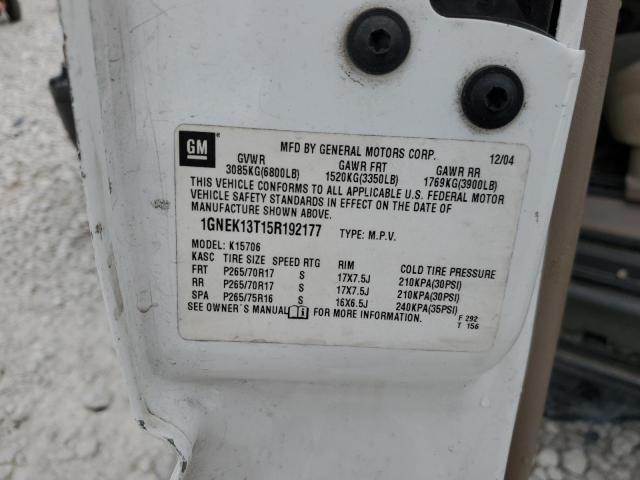 GM ®
MFD BY GENERAL MOTORS CORP. 12/04
GVWR GAWR FRT GAWR RR
3085KG(6800LB) 1520KG(3350LB) 1769KG(3900LB)
THIS VEHICLE CONFORMS TO ALL APPLICABLE U.S. FEDERAL MOTOR
VEHICLE SAFETY STANDARDS IN EFFECT ON THE DATE OF
MANUFACTURE SHOWN ABOVE.
1GNEK13T15R192177 TYPE: M.P.V.
MODEL: K15706
KASC TIRE SIZE SPEED RTG RIM COLD TIRE PRESSURE
FRT P265/70R17 S 17X7.5J 210KPA(30PSI)
RR P265/70R17 S 17X7.5J 210KPA(30PSI)
SPA P265/75R16 S 16X6.5J 240KPA(35PSI)
SEE OWNER'S MANUAL FOR MORE INFORMATION.
F 292
T 156